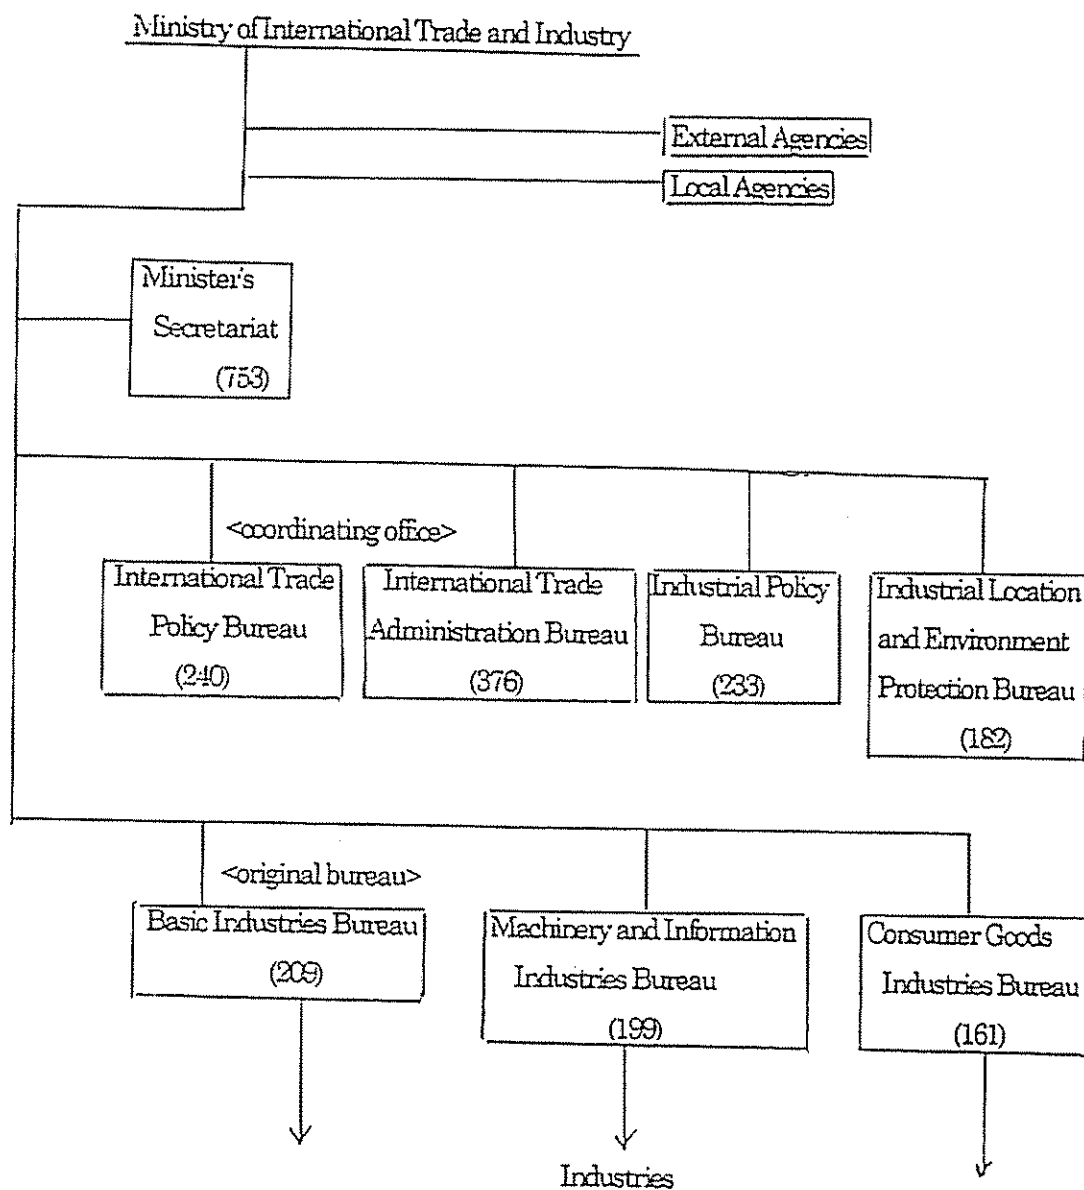 Ministry of International Trade and Industry
External Agencies
Local Agencies
Minister's
Secretariat
(753)
<coordinating office>
International Trade
Policy Bureau
(240)
International Trade
Administration Bureau
(376)
Industrial Policy
Bureau
(233)
Industrial Location
and Environment
Protection Bureau
(182)
<original bureau>
Basic Industries Bureau
(209)
Machinery and Information
Industries Bureau
(199)
Consumer Goods
Industries Bureau
(161)
Industries